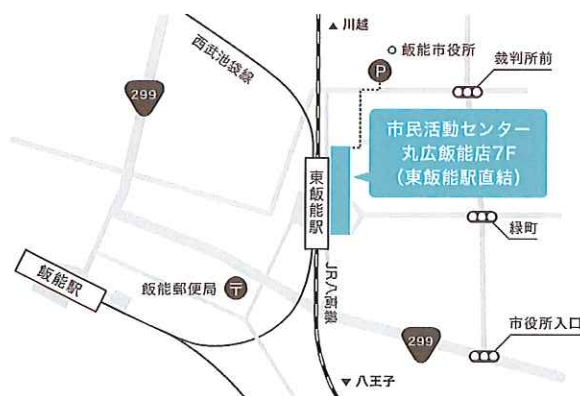 ▲川越
西武池袋線
飯能市役所
P
裁判所前
299
市民活動センター
丸広飯能店7F
(東飯能駅直結)
東飯能駅
緑町
飯能駅
飯能郵便局 〒
JR八高線
市役所入口
299
▼八王子